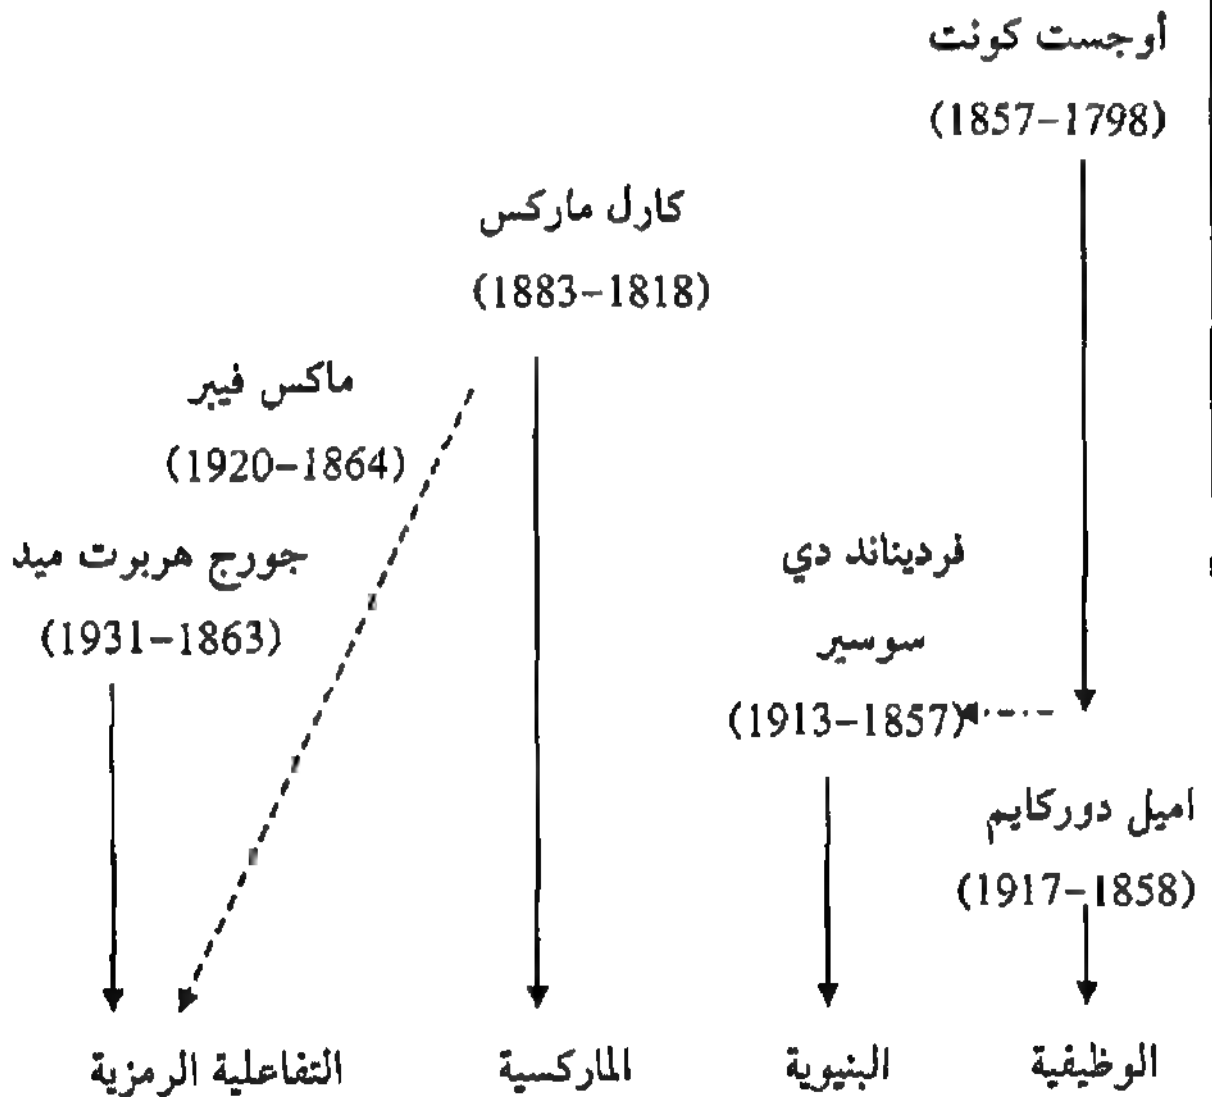 أوجست كونت
(1798-1857)
كارل ماركس
(1818-1883)
ماكس فيبر
(1864-1920)
جورج هربرت ميد
(1863-1931)
فرديناند دي
سوسير
(1857-1913)
اميل دوركايم
(1858-1917)
الوظيفية
البنيوية
الماركسية
التفاعلية الرمزية